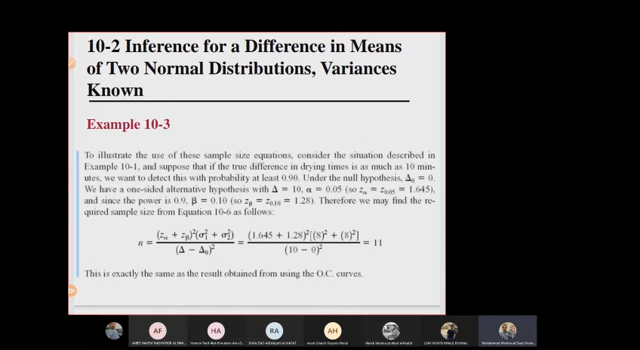 10-2 Inference for a Difference in Means
of Two Normal Distributions, Variances
Known
Example 10-3
To illustrate the use of these sample size equations, consider the situation described in
Example 10-1, and suppose that if the true difference in drying times is as much as 10 min-
utes, we want to detect this with probability at least 0.90. Under the null hypothesis, Δ₀ = 0.
We have a one-sided alternative hypothesis with Δ = 10, α = 0.05 (so zα = z₀.₀₅ = 1.645),
and since the power is 0.9, β = 0.10 (so zβ = z₀.₁₀ = 1.28). Therefore we may find the re-
quired sample size from Equation 10-6 as follows:
n = (zα + zβ)²(σ₁² + σ₂²) / (Δ − Δ₀)² = (1.645 + 1.28)²[(8)² + (8)²] / (10 − 0)² = 11
This is exactly the same as the result obtained from using the O.C. curves.
AF HA RA AH